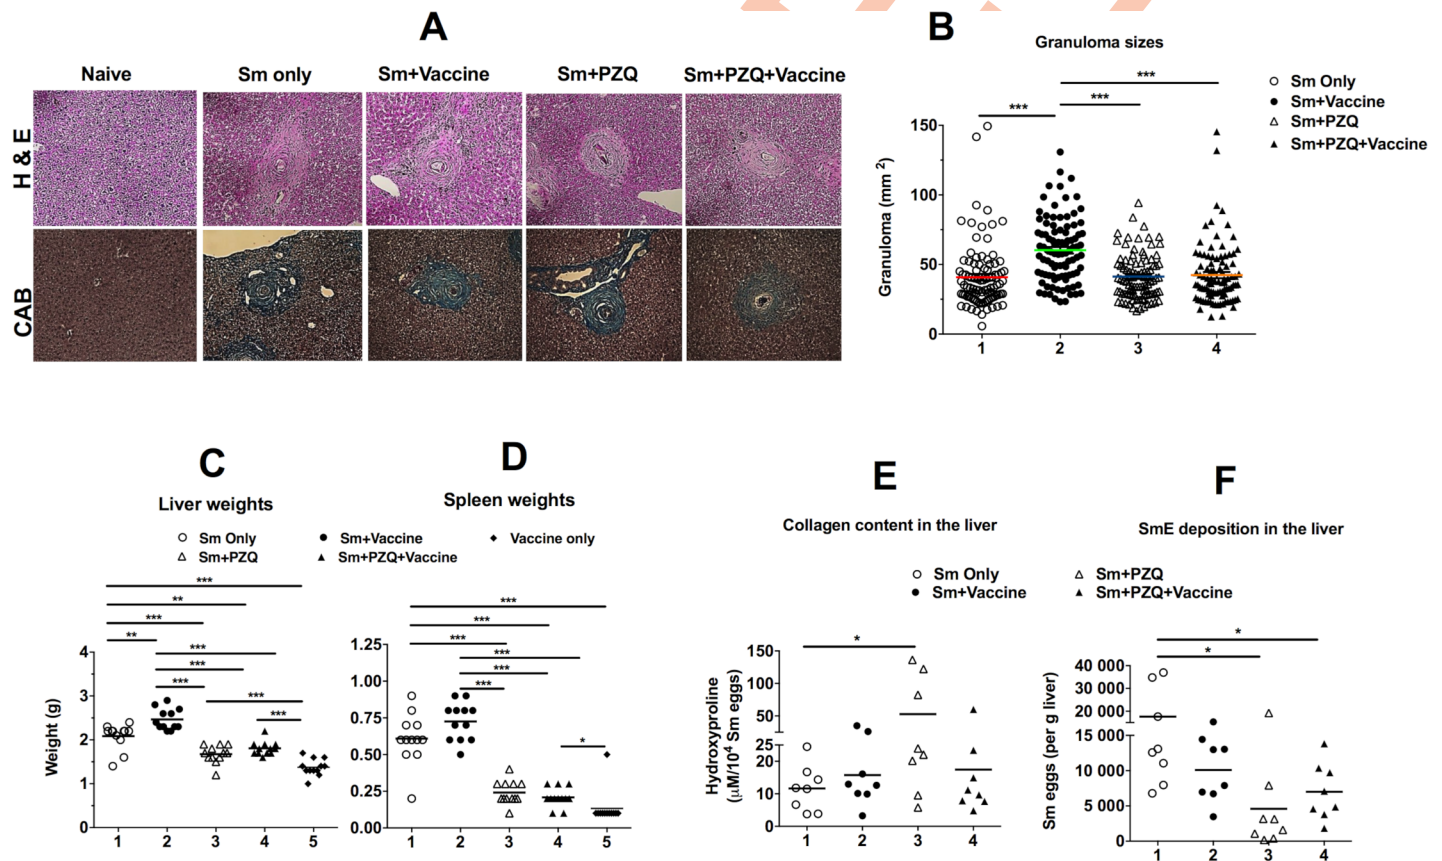 A
Naive
Sm only
Sm+Vaccine
Sm+PZQ
Sm+PZQ+Vaccine
H & E
CAB
B
Granuloma sizes
***
***
***
Sm Only
Sm+Vaccine
Sm+PZQ
Sm+PZQ+Vaccine
Granuloma (mm 2)
150
100
50
0
1 2 3 4
C
Liver weights
D
Spleen weights
Sm Only
Sm+Vaccine
Vaccine only
Sm+PZQ
Sm+PZQ+Vaccine
***
**
***
**
***
***
***
***
***
Weight (g)
4
3
2
1
0
1 2 3 4 5
***
***
***
***
***
***
*
1.25
1.00
0.75
0.50
0.25
0.00
1 2 3 4 5
E
Collagen content in the liver
F
SmE deposition in the liver
Sm Only
Sm+PZQ
Sm+Vaccine
Sm+PZQ+Vaccine
*
Hydroxyproline
(µM/10⁴ Sm eggs)
150
100
50
25
20
10
0
1 2 3 4
*
*
Sm eggs (per g liver)
40 000
30 000
20 000
15 000
10 000
5 000
0
1 2 3 4